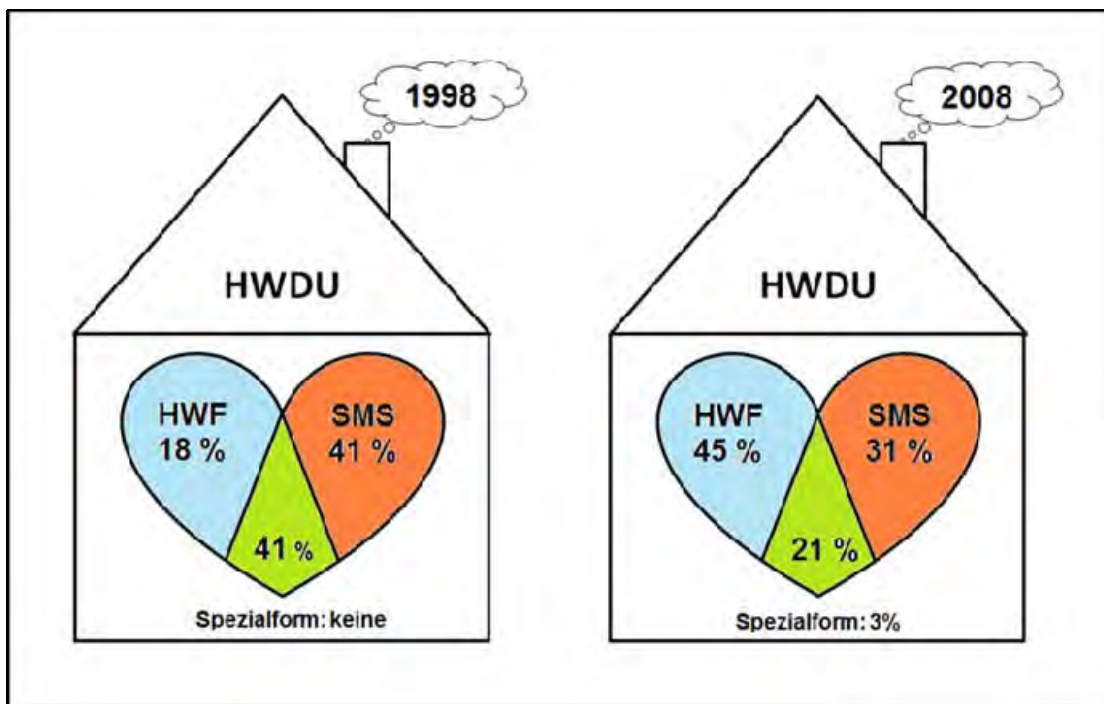 1998
HWDU
HWF
18 %
SMS
41 %
41 %
Spezialform: keine
2008
HWDU
HWF
45 %
SMS
31 %
21 %
Spezialform: 3%